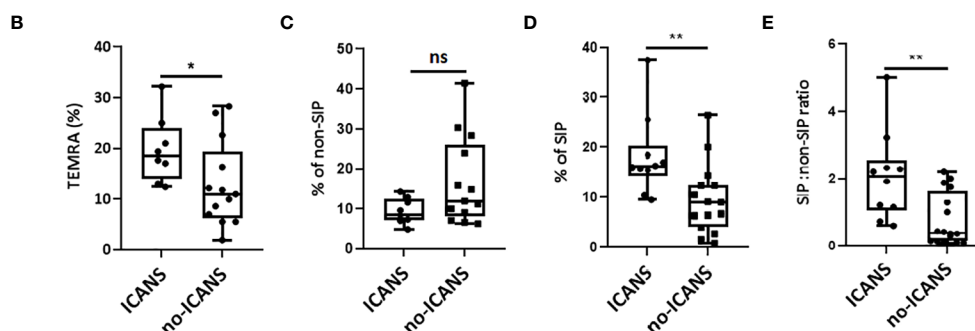 B
C
D
E
TEMRA (%)
40
30
20
10
0
*
ICANS
no-ICANS
% of non-SIP
50
40
30
20
10
0
ns
ICANS
no-ICANS
% of SIP
40
30
20
10
0
**
ICANS
no-ICANS
SIP :non-SIP ratio
6
4
2
0
**
ICANS
no-ICANS